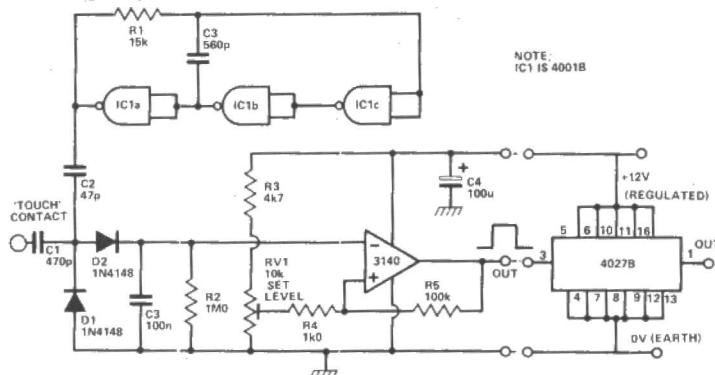 R1
15k
C3
560p
NOTE;
IC1 IS 4001B
IC1a
IC1b
IC1c
C2
47p
'TOUCH'
CONTACT
C1
470p
D2
1N4148
D1
1N4148
C3
100n
R2
1M0
R3
4k7
RV1
10k
SET
LEVEL
R4
1k0
3140
R5
100k
+
C4
100u
OUT
+12V
(REGULATED)
5 6 10 11 16
3
4027B
1
OUT
4 7 8 9 12 13
0V (EARTH)